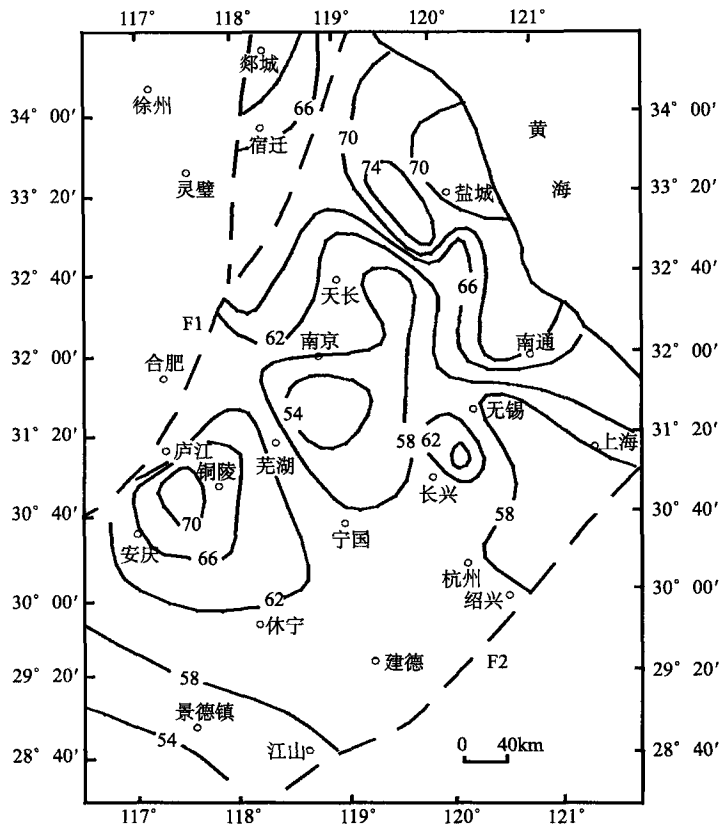 117° 118° 119° 120° 121°
郯城
徐州
66
34° 00′
34° 00′
黄
宿迁
70
74
70
灵璧
33° 20′
盐城
海
33° 20′
32° 40′
天长
66
32° 40′
F1
62
南京
南通
32° 00′
32° 00′
合肥
54
无锡
31° 20′
58
62
上海
31° 20′
庐江
铜陵
芜湖
长兴
30° 40′
70
宁国
58
30° 40′
安庆
66
杭州
30° 00′
62
绍兴
30° 00′
休宁
29° 20′
58
建德
F2
29° 20′
景德镇
54
江山
0 40km
28° 40′
28° 40′
117° 118° 119° 120° 121°